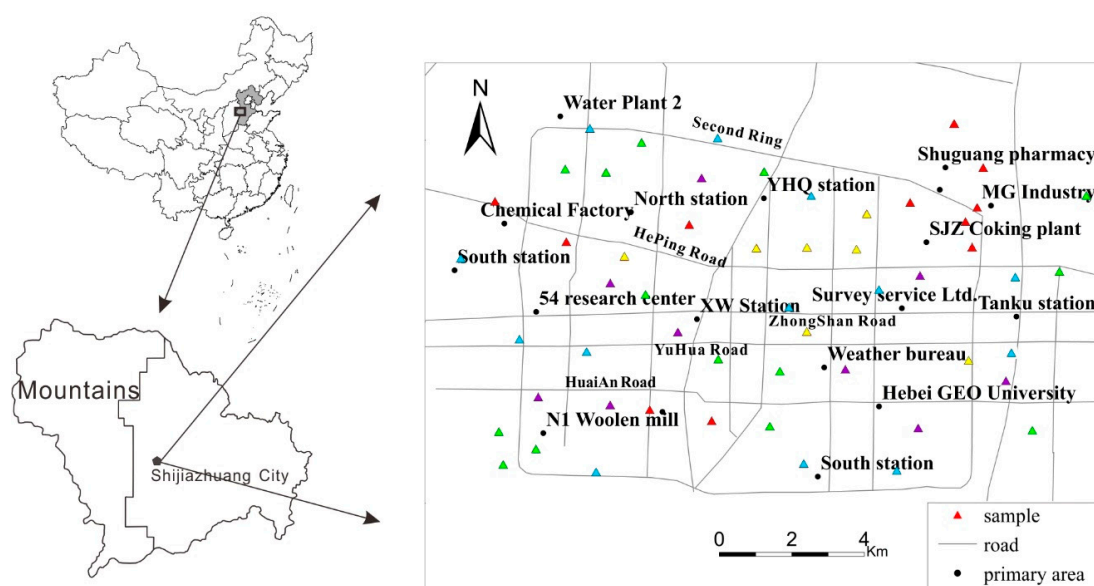 N
Water Plant 2
Second Ring
Shuguang pharmacy
North station
YHQ station
MG Industry
Chemical Factory
SJZ Coking plant
HePing Road
South station
54 research center
XW Station
Survey service Ltd.
Tanku station
ZhongShan Road
YuHua Road
Weather bureau
HuaiAn Road
Hebei GEO University
N1 Woolen mill
South station
Mountains
Shijiazhuang City
0 2 4
Km
sample
road
primary area